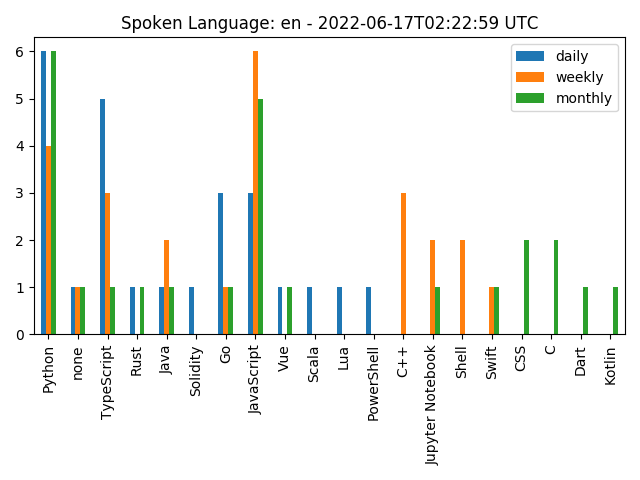 Spoken Language: en - 2022-06-17T02:22:59 UTC
daily
weekly
monthly
6
5
4
3
2
1
0
Python
none
TypeScript
Rust
Java
Solidity
Go
JavaScript
Vue
Scala
Lua
PowerShell
C++
Jupyter Notebook
Shell
Swift
CSS
C
Dart
Kotlin